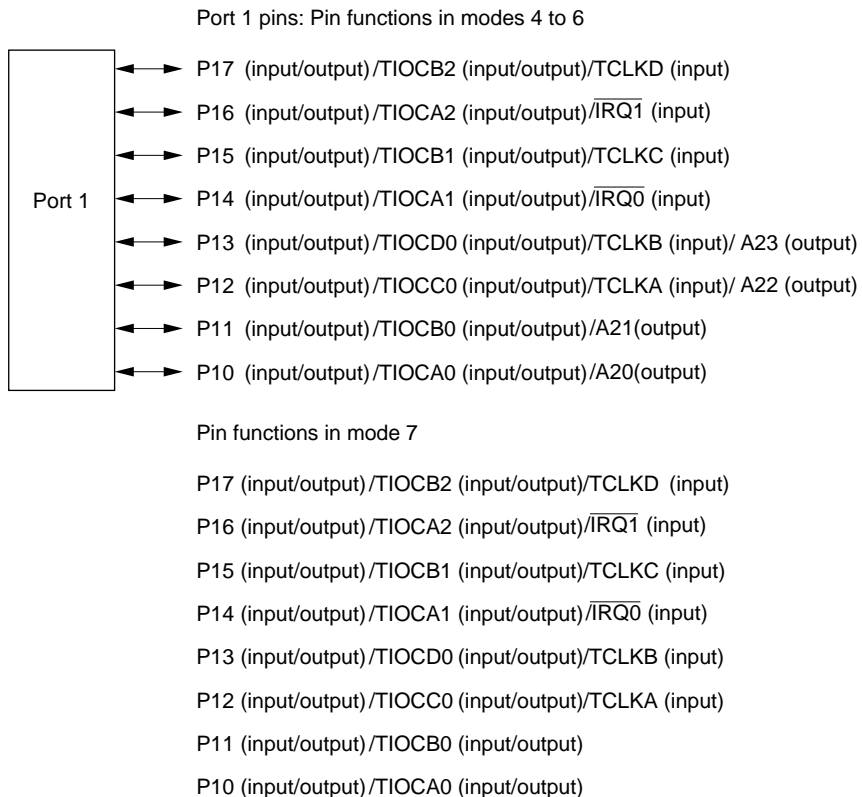 Port 1 pins: Pin functions in modes 4 to 6
P17 (input/output)/TIOCB2 (input/output)/TCLKD (input)
P16 (input/output)/TIOCA2 (input/output)/I̅R̅Q̅1̅ (input)
P15 (input/output)/TIOCB1 (input/output)/TCLKC (input)
Port 1
P14 (input/output)/TIOCA1 (input/output)/I̅R̅Q̅0̅ (input)
P13 (input/output)/TIOCD0 (input/output)/TCLKB (input)/ A23 (output)
P12 (input/output)/TIOCC0 (input/output)/TCLKA (input)/ A22 (output)
P11 (input/output)/TIOCB0 (input/output)/A21(output)
P10 (input/output)/TIOCA0 (input/output)/A20(output)
Pin functions in mode 7
P17 (input/output)/TIOCB2 (input/output)/TCLKD (input)
P16 (input/output)/TIOCA2 (input/output)/I̅R̅Q̅1̅ (input)
P15 (input/output)/TIOCB1 (input/output)/TCLKC (input)
P14 (input/output)/TIOCA1 (input/output)/I̅R̅Q̅0̅ (input)
P13 (input/output)/TIOCD0 (input/output)/TCLKB (input)
P12 (input/output)/TIOCC0 (input/output)/TCLKA (input)
P11 (input/output)/TIOCB0 (input/output)
P10 (input/output)/TIOCA0 (input/output)